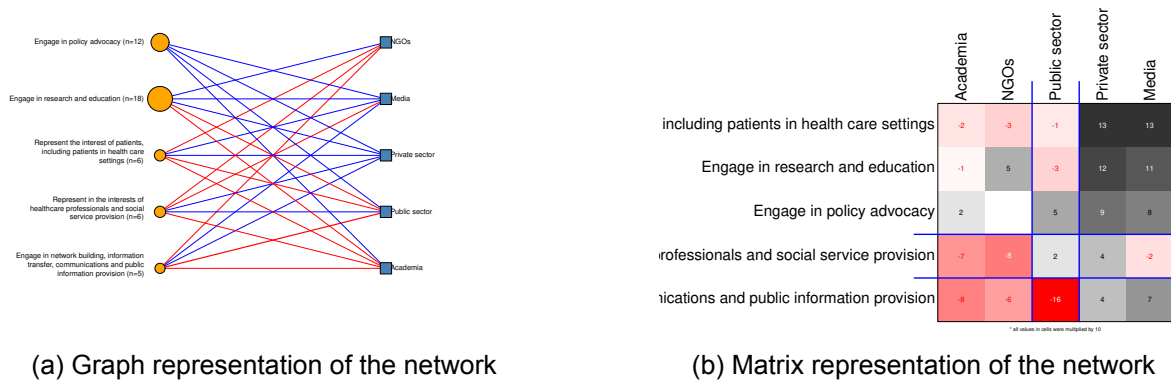 Engage in policy advocacy (n=12)
NGOs
Engage in research and education (n=18)
Media
Represent the interest of patients,
including patients in health care
settings (n=6)
Private sector
Represent in the interests of
healthcare professionals and social
service provision (n=6)
Public sector
Engage in network building, information
transfer, communications and public
information provision (n=5)
Academia
(a) Graph representation of the network
Academia
NGOs
Public sector
Private sector
Media
including patients in health care settings -2 -3 -1 13 13
Engage in research and education -1 5 -3 12 11
Engage in policy advocacy 2 5 9 8
professionals and social service provision -7 -8 2 4 -2
nications and public information provision -6 -16 4 7
* all values in cells were multiplied by 10
(b) Matrix representation of the network